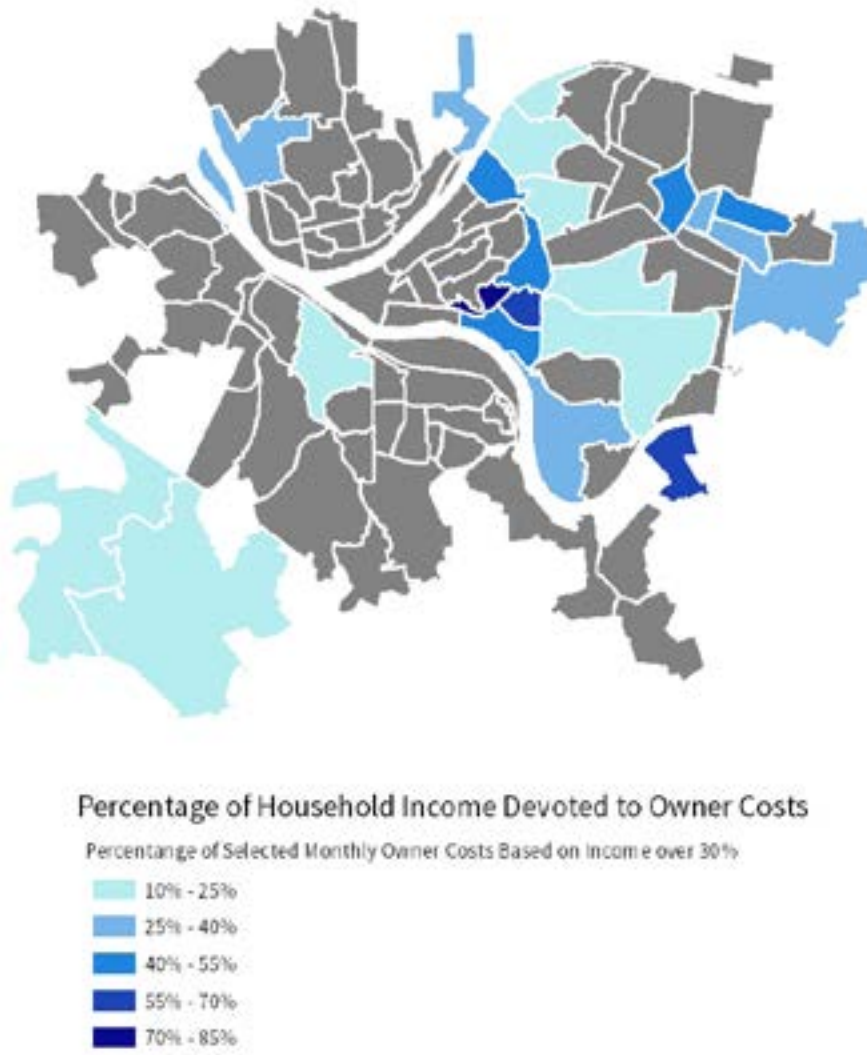 Percentage of Household Income Devoted to Owner Costs
Percentange of Selected Monthly Owner Costs Based on Income over 30%
10% - 25%
25% - 40%
40% - 55%
55% - 70%
70% - 85%